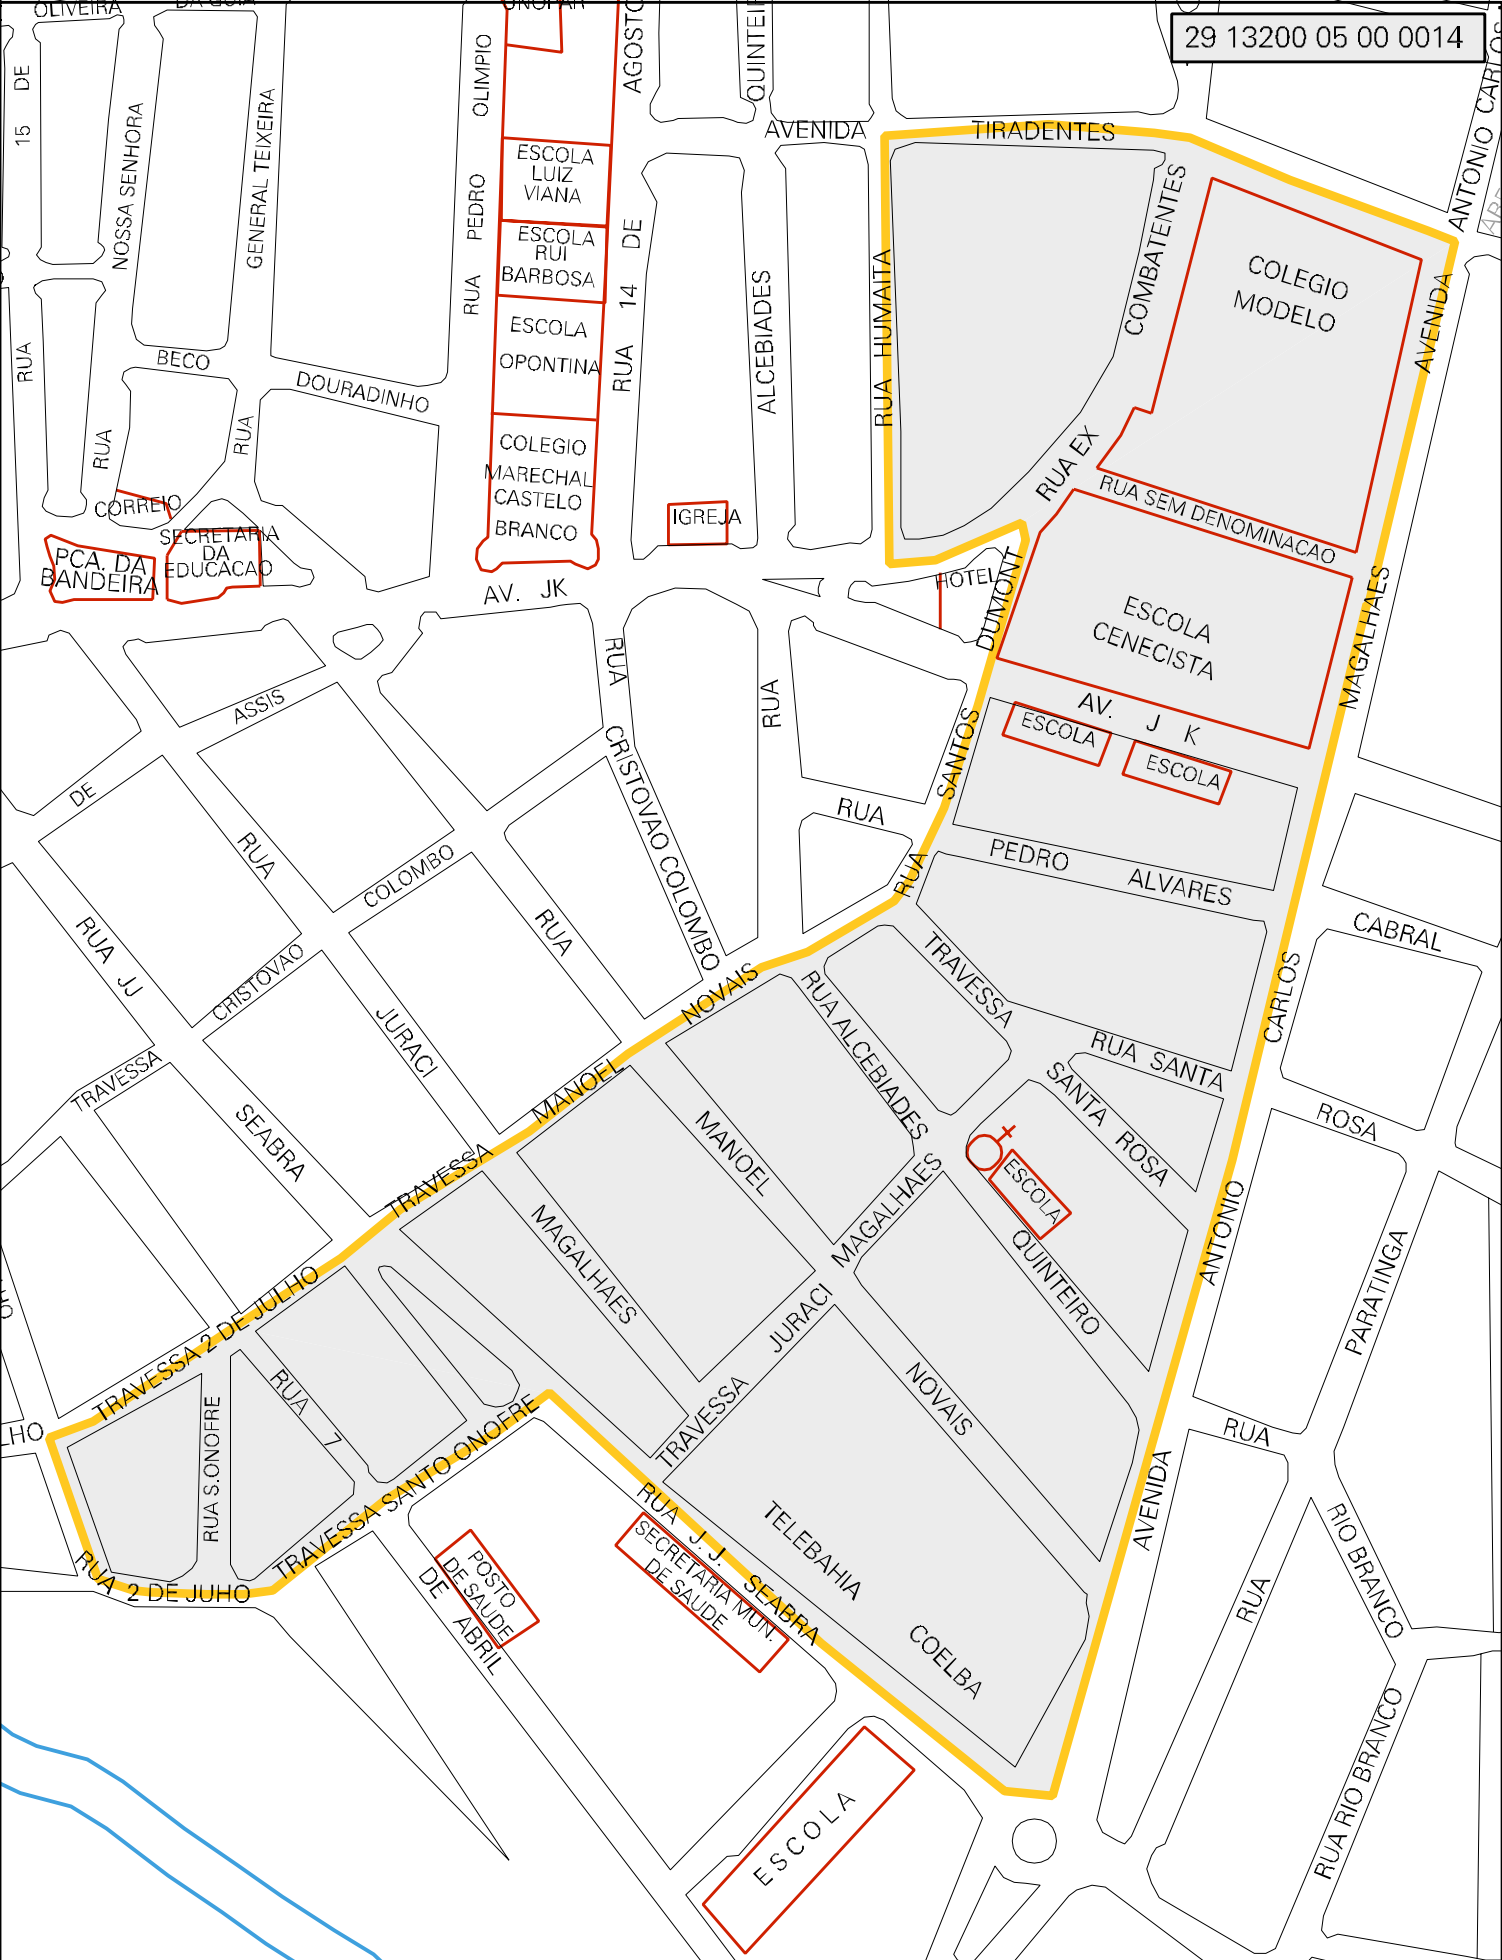 OLIVEIRA
DA GUIA
UNOPAR
AGOSTO
29 13200 05 00 0014
15 DE
NOSSA SENHORA
GENERAL TEIXEIRA
OLIMPIO
PEDRO
RUA
ESCOLA
LUIZ
VIANA
ESCOLA
RUI
BARBOSA
ESCOLA
OPONTINA
COLEGIO
MARECHAL
CASTELO
BRANCO
RUA 14 DE
ALCEBIADES
AVENIDA
TIRADENTES
RUA HUMAITA
COMBATENTES
RUA EX
COLEGIO
MODELO
ANTONIO CARLOS
AVENIDA
RUA
BECO
DOURADINHO
RUA
RUA
CORREIO
SECRETARIA
DA
EDUCACAO
PCA. DA
BANDEIRA
IGREJA
AV. JK
HOTEL
RUA SEM DENOMINACAO
ESCOLA
CENECISTA
DUMONT
SANTOS
RUA
MAGALHAES
AV. J K
ESCOLA
ESCOLA
ASSIS
DE
RUA
CRISTOVAO COLOMBO
RUA
RUA
PEDRO ALVARES
CABRAL
RUA
COLOMBO
RUA
RUA JJ
CRISTOVAO
JURACI
NOVAIS
MANOEL
TRAVESSA
TRAVESSA
RUA SANTA
ROSA
CARLOS
RUA ALCEBIADES
SANTA ROSA
TRAVESSA
SEABRA
MANOEL
MAGALHAES
ESCOLA
QUINTEIRO
ANTONIO
PARATINGA
MAGALHAES
JURACI
TRAVESSA
TRAVESSA 2 DE JULHO
LHO
RUA S.ONOFRE
RUA 7
TRAVESSA SANTO ONOFRE
RUA 2 DE JUHO
NOVAIS
RUA
AVENIDA
RIO BRANCO
RUA
RUA J. J. SEABRA
SECRETARIA MUN.
DE SAUDE
TELEBAHIA
COELBA
POSTO
DE SAUDE
DE ABRIL
RUA RIO BRANCO
ESCOLA